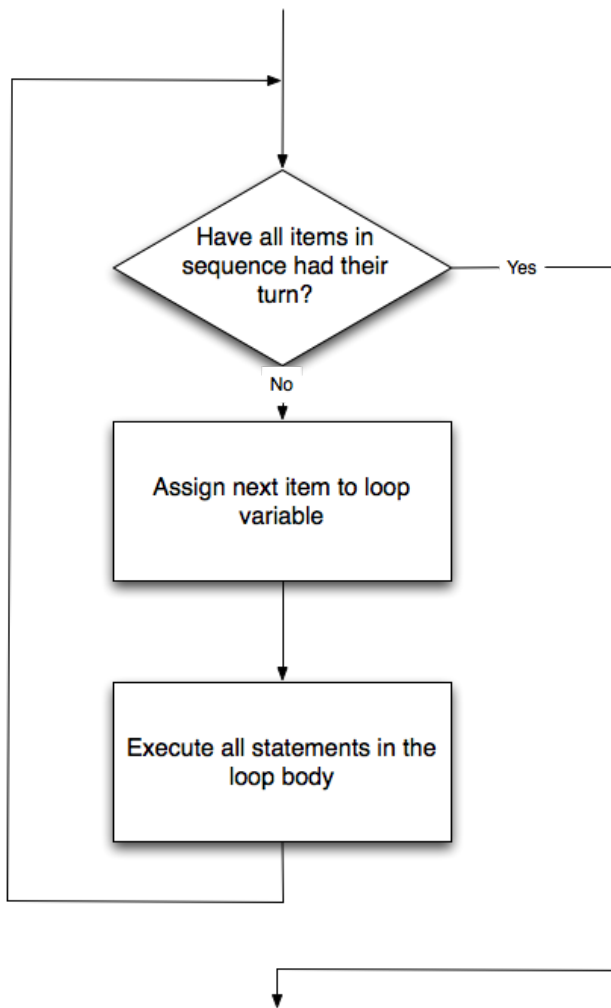 Have all items in
sequence had their
turn?
Yes
No
Assign next item to loop
variable
Execute all statements in the
loop body